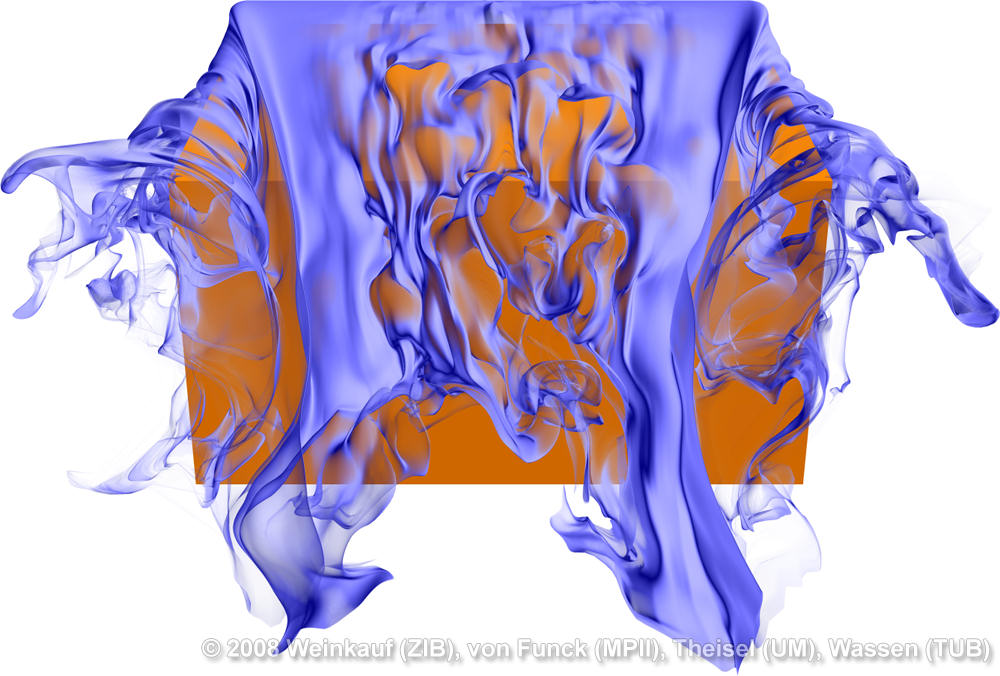 © 2008 Weinkauf (ZIB), von Funck (MPII), Theisel (UM), Wassen (TUB)